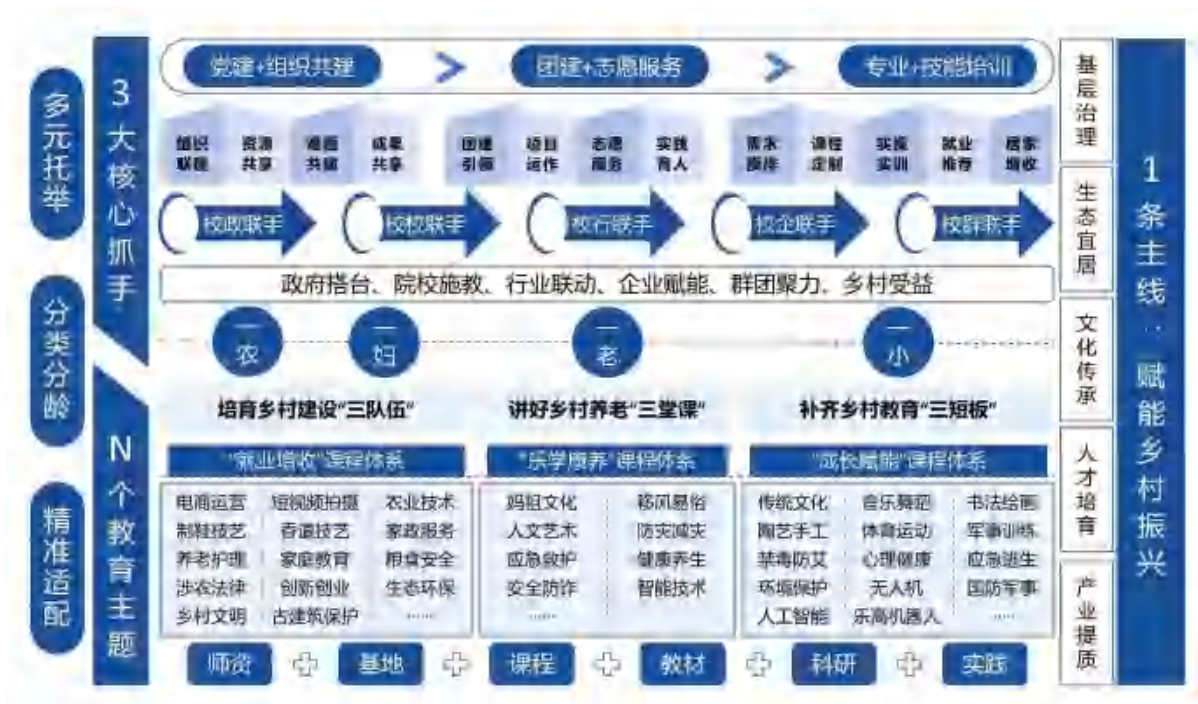 多元托举
分类分龄
精准适配
3大核心抓手
N个教育主题
党建+组织共建
团建+志愿服务
专业+技能培训
组织联建
资源共享
难题共破
成果共享
团建引领
项目运作
志愿服务
实践育人
需求摸排
课程定制
实操实训
就业推荐
居家增收
校政联手
校校联手
校行联手
校企联手
校群联手
政府搭台、院校施教、行业联动、企业赋能、群团聚力、乡村受益
一农
一妇
一老
一小
培育乡村建设“三队伍”
讲好乡村养老“三堂课”
补齐乡村教育“三短板”
“就业增收”课程体系
“乐学康养”课程体系
“成长赋能”课程体系
电商运营 短视频拍摄 农业技术
制鞋技艺 香道技艺 家政服务
养老护理 家庭教育 粮食安全
涉农法律 创新创业 生态环保
乡村文明 古建筑保护 ······
妈祖文化 移风易俗
人文艺术 防灾减灾
应急救护 健康养生
安全防诈 智能技术
······
传统文化 音乐舞蹈 书法绘画
陶艺手工 体育运动 军事训练
禁毒防艾 心理健康 应急逃生
环境保护 无人机 国防军事
人工智能 乐高机器人 ······
师资 + 基地 + 课程 + 教材 + 科研 + 实践
基层治理
生态宜居
文化传承
人才培育
产业提质
1条主线：赋能乡村振兴